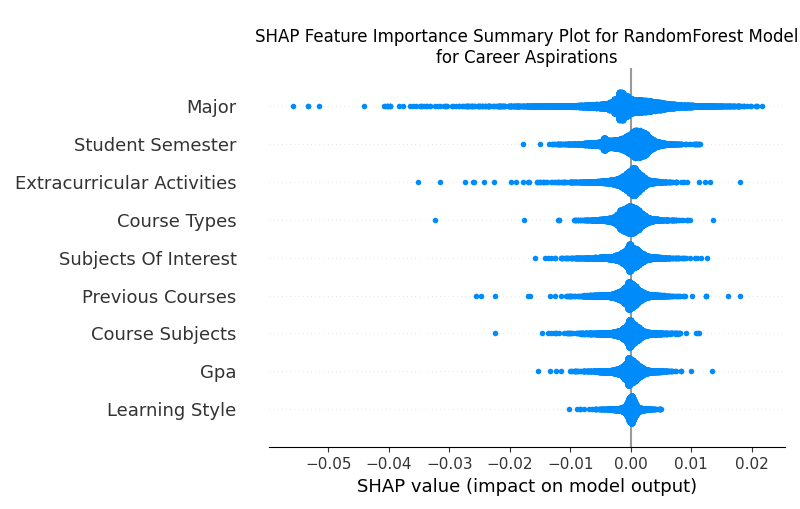 SHAP Feature Importance Summary Plot for RandomForest Model
for Career Aspirations
Major
Student Semester
Extracurricular Activities
Course Types
Subjects Of Interest
Previous Courses
Course Subjects
Gpa
Learning Style
−0.05 −0.04 −0.03 −0.02 −0.01 0.00 0.01 0.02
SHAP value (impact on model output)